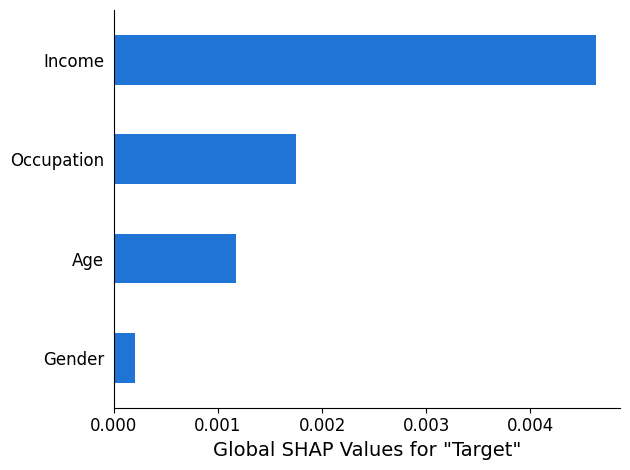 Income
Occupation
Age
Gender
0.000 0.001 0.002 0.003 0.004
Global SHAP Values for "Target"